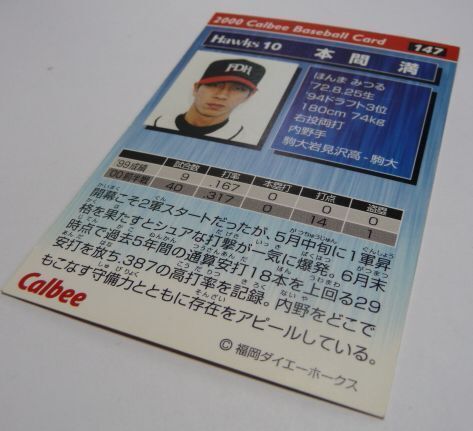 2000 Calbee Baseball Card 147
Hawks 10 本間 満
FDH
ほんま みつる
'72.8.25生
'94ドラフト3位
180cm 74kg
右投両打
内野手
駒大岩見沢高-駒大
試合数 打率 本塁打 打点 盗塁
'99成績 9 .167 0 0 0
'00前半戦 40 .317 0 14 1
開幕こそ2軍スタートだったが、5月中旬に1軍昇
格を果たすとシュアな打撃が一気に爆発。6月末
時点で過去5年間の通算安打18本を上回る29
安打を放ち.387の高打率を記録。内野をどこで
もこなす守備力とともに存在をアピールしている。
Calbee
© 福岡ダイエーホークス